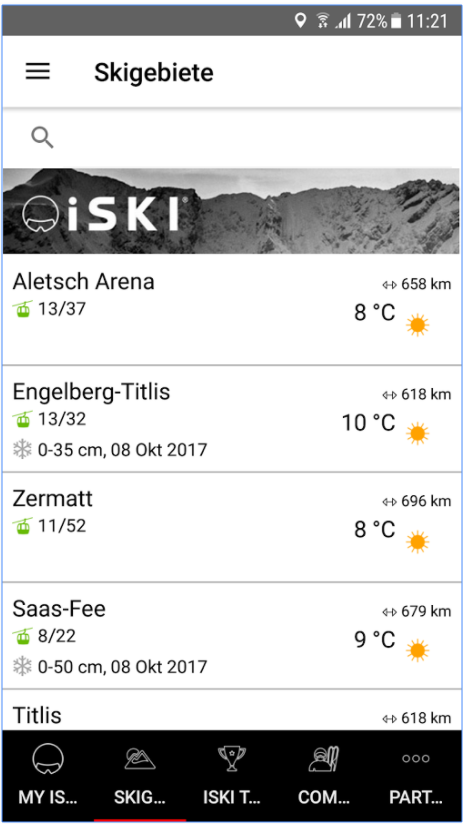 72% 11:21
Skigebiete
iSKI
Aletsch Arena
658 km
13/37
8 °C
Engelberg-Titlis
618 km
13/32
10 °C
0-35 cm, 08 Okt 2017
Zermatt
696 km
11/52
8 °C
Saas-Fee
679 km
8/22
9 °C
0-50 cm, 08 Okt 2017
Titlis
618 km
MY IS... SKIG... ISKI T... COM... PART...